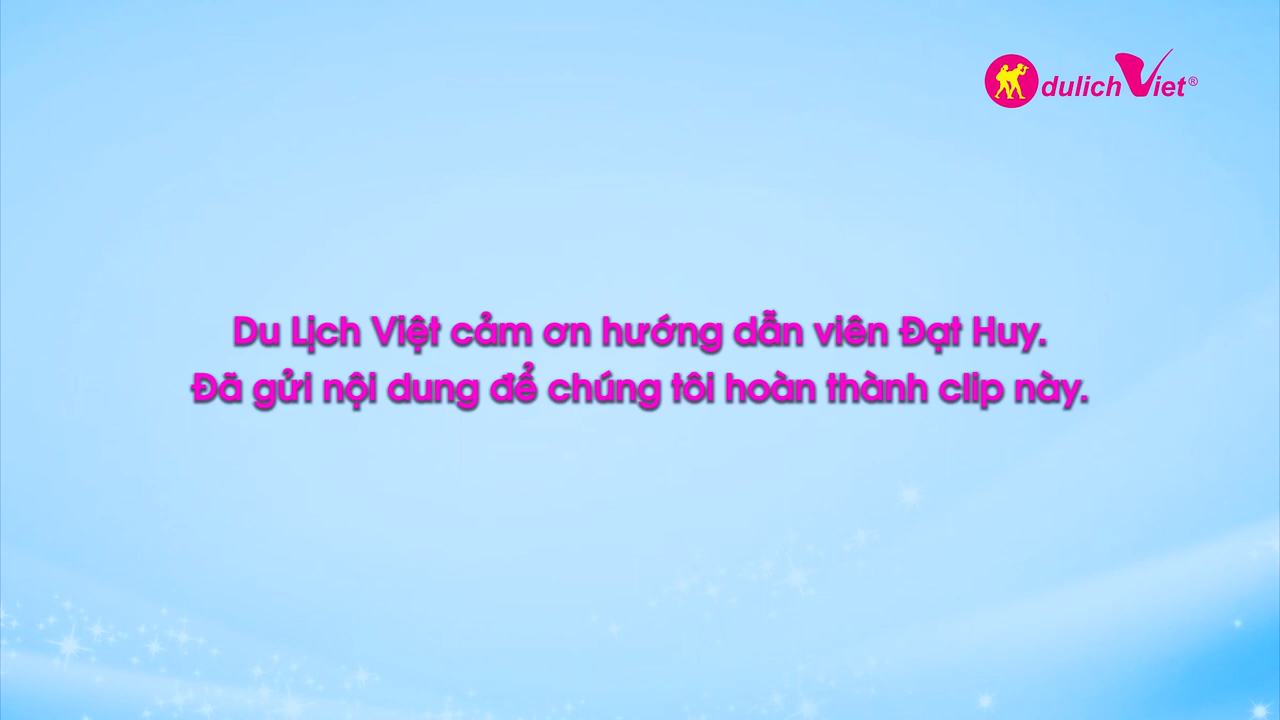 dulichViet®
Du Lịch Việt cảm ơn hướng dẫn viên Đạt Huy.
Đã gửi nội dung để chúng tôi hoàn thành clip này.